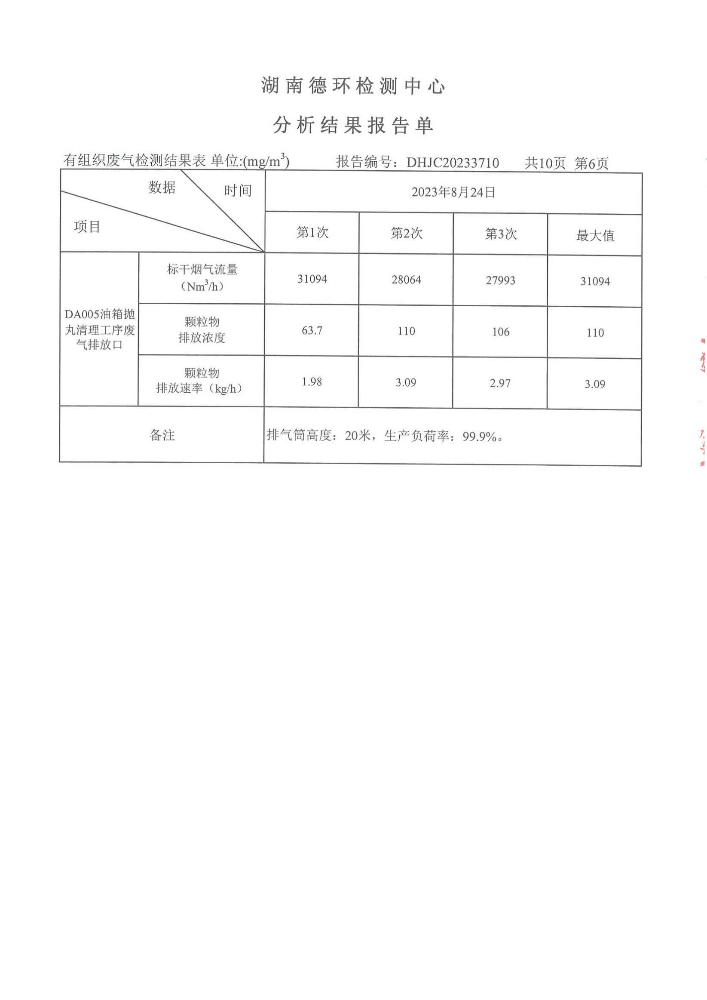 湖南德环检测中心
分析结果报告单
有组织废气检测结果表 单位:(mg/m³) 报告编号：DHJC20233710 共10页 第6页
数据 时间
项目
2023年8月24日
第1次 第2次 第3次 最大值
DA005油箱抛
丸清理工序废
气排放口
标干烟气流量
（Nm³/h）
31094 28064 27993 31094
颗粒物
排放浓度
63.7 110 106 110
颗粒物
排放速率（kg/h）
1.98 3.09 2.97 3.09
备注 排气筒高度：20米，生产负荷率：99.9%。